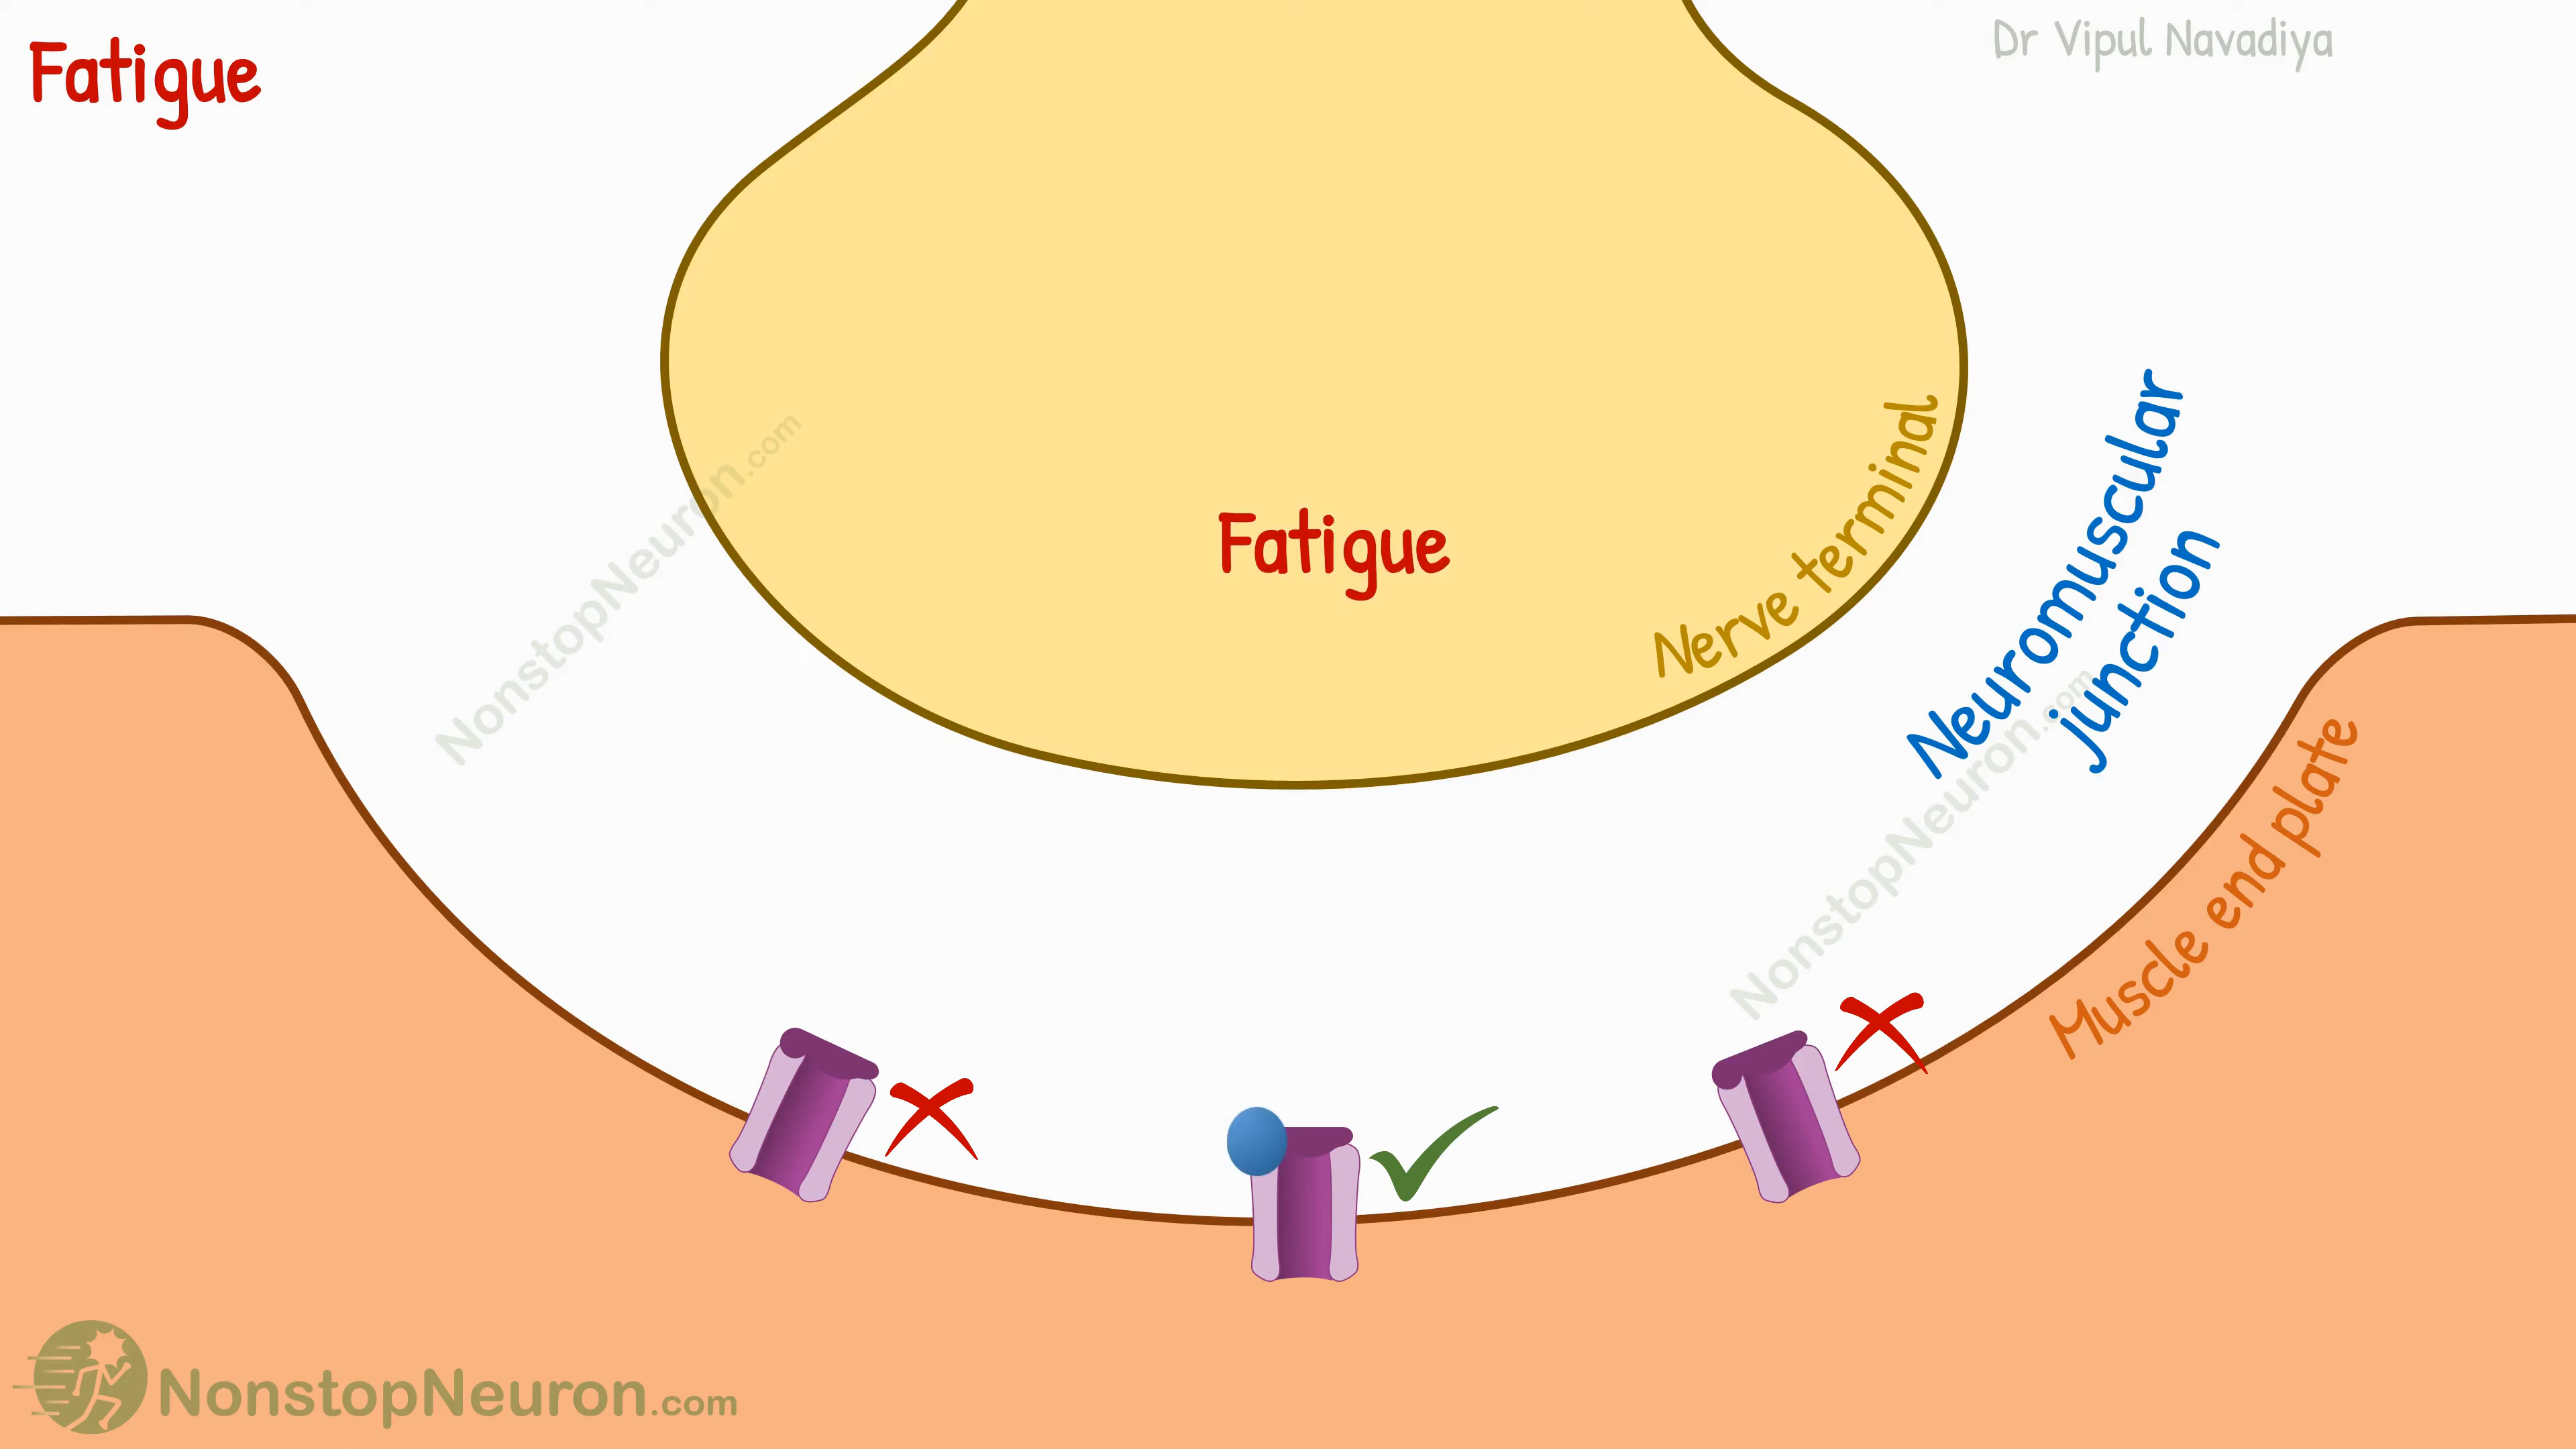 Fatigue
Dr Vipul Navadiya
Fatigue
Nerve terminal
Neuromuscular
junction
Muscle end plate
NonstopNeuron.com
NonstopNeuron.com
NonstopNeuron.com